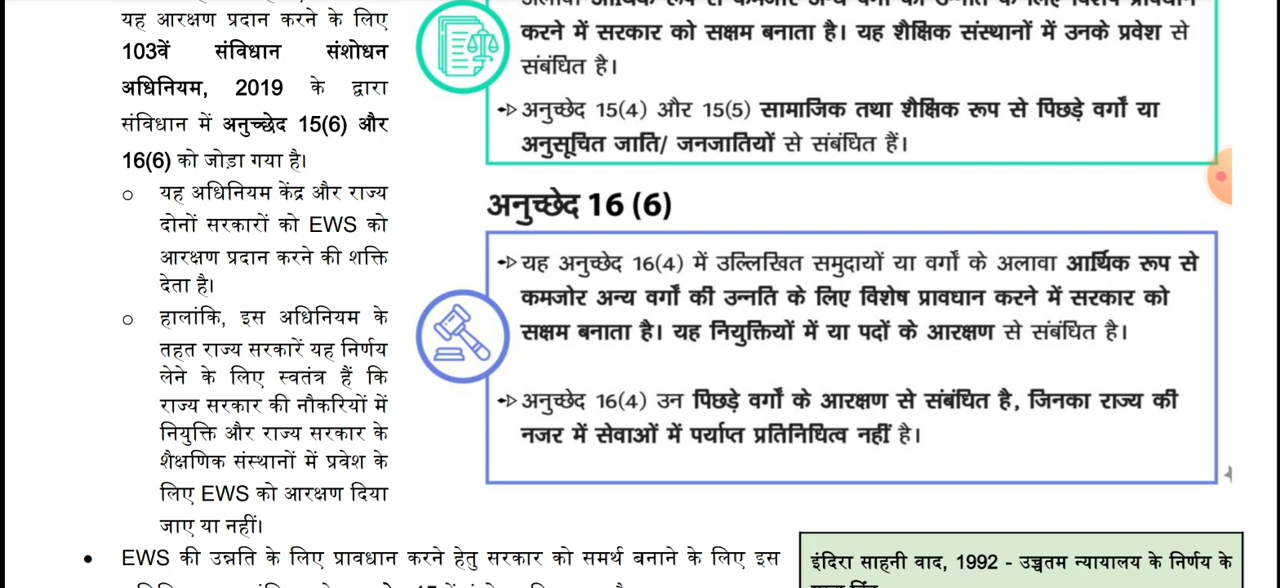 यह आरक्षण प्रदान करने के लिए
103वें संविधान संशोधन
अधिनियम, 2019 के द्वारा
संविधान में अनुच्छेद 15(6) और
16(6) को जोड़ा गया है।
o यह अधिनियम केंद्र और राज्य
दोनों सरकारों को EWS को
आरक्षण प्रदान करने की शक्ति
देता है।
o हालांकि, इस अधिनियम के
तहत राज्य सरकारें यह निर्णय
लेने के लिए स्वतंत्र हैं कि
राज्य सरकार की नौकरियों में
नियुक्ति और राज्य सरकार के
शैक्षणिक संस्थानों में प्रवेश के
लिए EWS को आरक्षण दिया
जाए या नहीं।
• EWS की उन्नति के लिए प्रावधान करने हेतु सरकार को समर्थ बनाने के लिए इस
करने में सरकार को सक्षम बनाता है। यह शैक्षिक संस्थानों में उनके प्रवेश से
संबंधित है।
अनुच्छेद 15(4) और 15(5) सामाजिक तथा शैक्षिक रूप से पिछड़े वर्गों या
अनुसूचित जाति/ जनजातियों से संबंधित हैं।
अनुच्छेद 16 (6)
यह अनुच्छेद 16(4) में उल्लिखित समुदायों या वर्गों के अलावा आर्थिक रूप से
कमजोर अन्य वर्गों की उन्नति के लिए विशेष प्रावधान करने में सरकार को
सक्षम बनाता है। यह नियुक्तियों में या पदों के आरक्षण से संबंधित है।
अनुच्छेद 16(4) उन पिछड़े वर्गों के आरक्षण से संबंधित है, जिनका राज्य की
नजर में सेवाओं में पर्याप्त प्रतिनिधित्व नहीं है।
इंदिरा साहनी वाद, 1992 - उच्चतम न्यायालय के निर्णय के